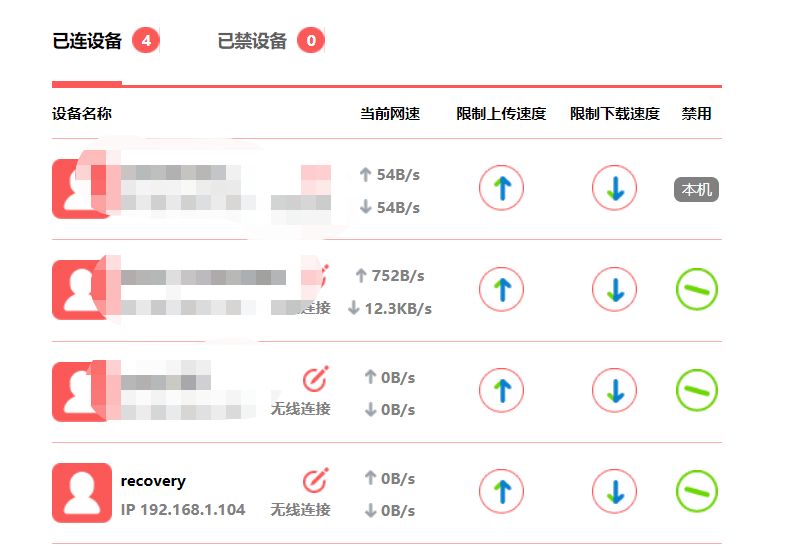 已连设备 4 已禁设备 0
设备名称 当前网速 限制上传速度 限制下载速度 禁用
54B/s
54B/s
本机
752B/s
连接 12.3KB/s
0B/s
无线连接 0B/s
recovery 0B/s
IP 192.168.1.104 无线连接 0B/s